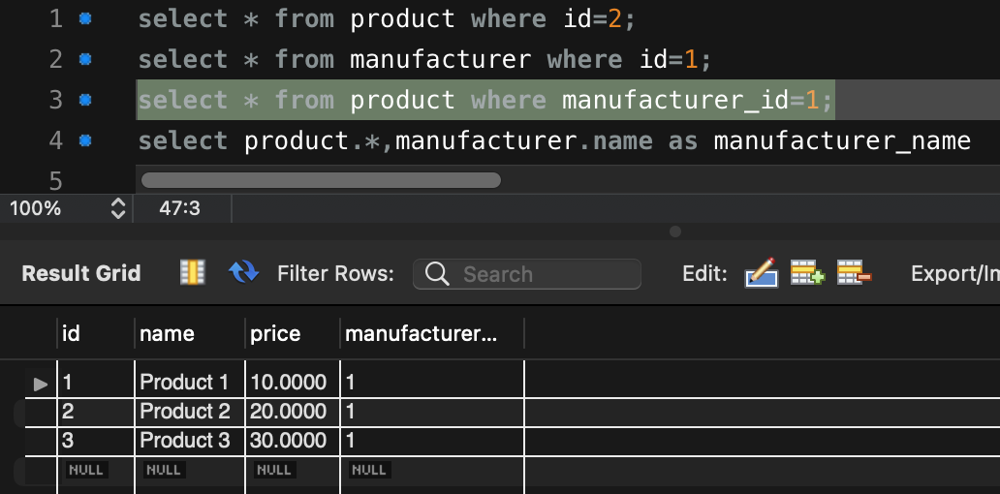 1 select * from product where id=2;
2 select * from manufacturer where id=1;
3 select * from product where manufacturer_id=1;
4 select product.*,manufacturer.name as manufacturer_name
5
100% 47:3
Result Grid Filter Rows: Search Edit: Export/Im
id name price manufacturer...
1 Product 1 10.0000 1
2 Product 2 20.0000 1
3 Product 3 30.0000 1
NULL NULL NULL NULL